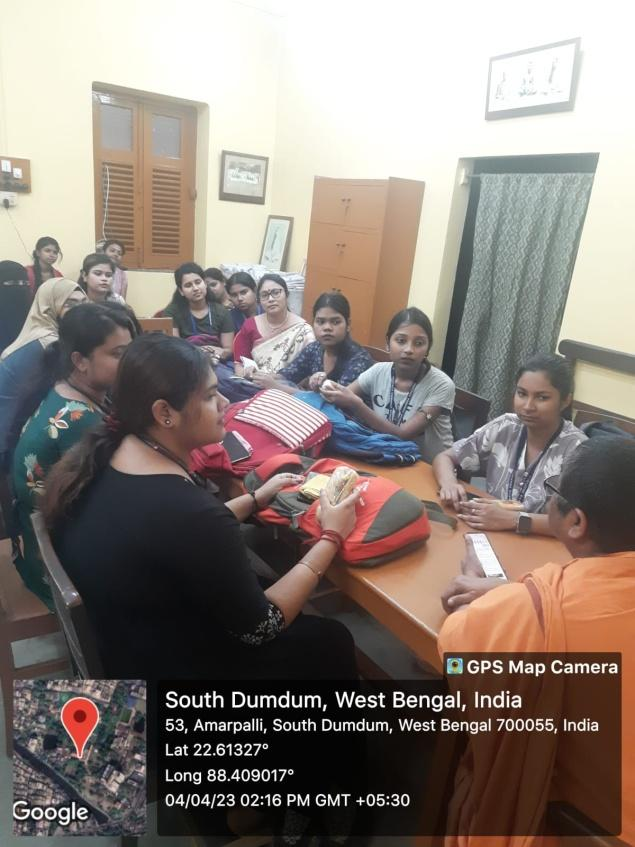 GPS Map Camera
South Dumdum, West Bengal, India
53, Amarpalli, South Dumdum, West Bengal 700055, India
Lat 22.61327°
Long 88.409017°
04/04/23 02:16 PM GMT +05:30
Google